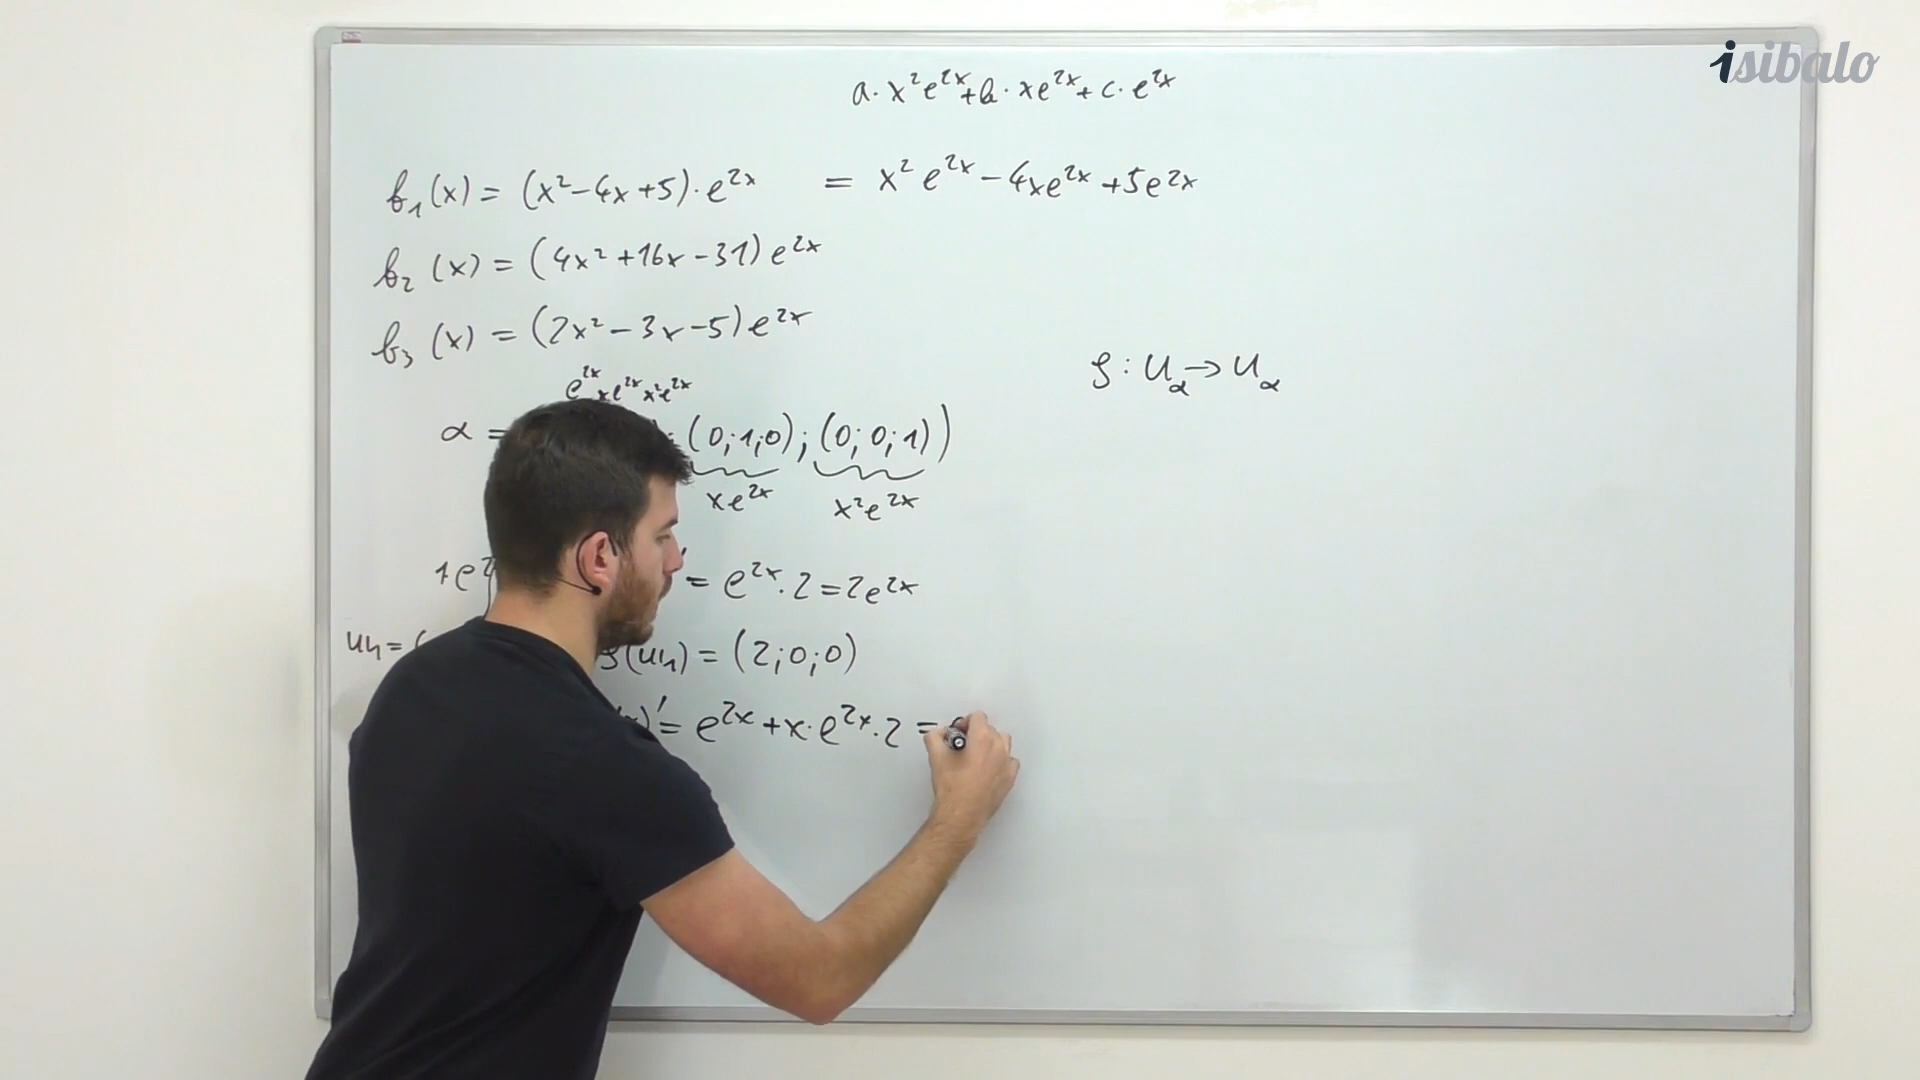 isibalo
a · x²e²ˣ + b · xe²ˣ + c · e²ˣ
f₁(x) = (x² − 4x + 5) · e²ˣ = x²e²ˣ − 4xe²ˣ + 5e²ˣ
f₂(x) = (4x² + 16x − 31) e²ˣ
f₃(x) = (2x² − 3x − 5) e²ˣ
φ : U_α → U_α
e²ˣ xe²ˣ x²e²ˣ
α = ; (0; 1; 0) ; (0; 0; 1) )
xe²ˣ x²e²ˣ
1e ' = e²ˣ · 2 = 2e²ˣ
u₁ = ( φ(u₁) = (2; 0; 0)
)' = e²ˣ + x · e²ˣ · 2 =